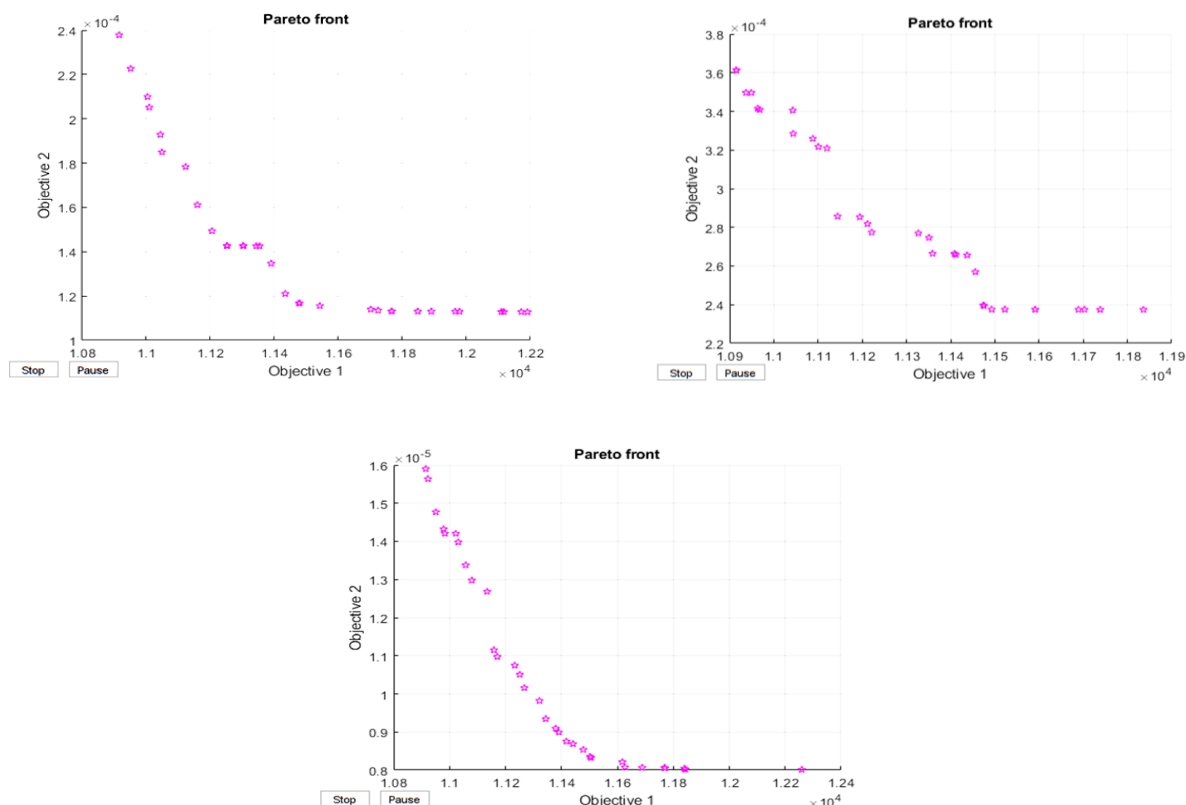 × 10⁻⁴
Pareto front
2.4
2.2
2
1.8
1.6
1.4
1.2
1
Objective 2
1.08 1.1 1.12 1.14 1.16 1.18 1.2 1.22
Objective 1
× 10⁴
Stop Pause
× 10⁻⁴
Pareto front
3.8
3.6
3.4
3.2
3
2.8
2.6
2.4
2.2
Objective 2
1.09 1.1 1.11 1.12 1.13 1.14 1.15 1.16 1.17 1.18 1.19
Objective 1
× 10⁴
Stop Pause
× 10⁻⁵
Pareto front
1.6
1.5
1.4
1.3
1.2
1.1
1
0.9
0.8
Objective 2
1.08 1.1 1.12 1.14 1.16 1.18 1.2 1.22 1.24
Objective 1
× 10⁴
Stop Pause